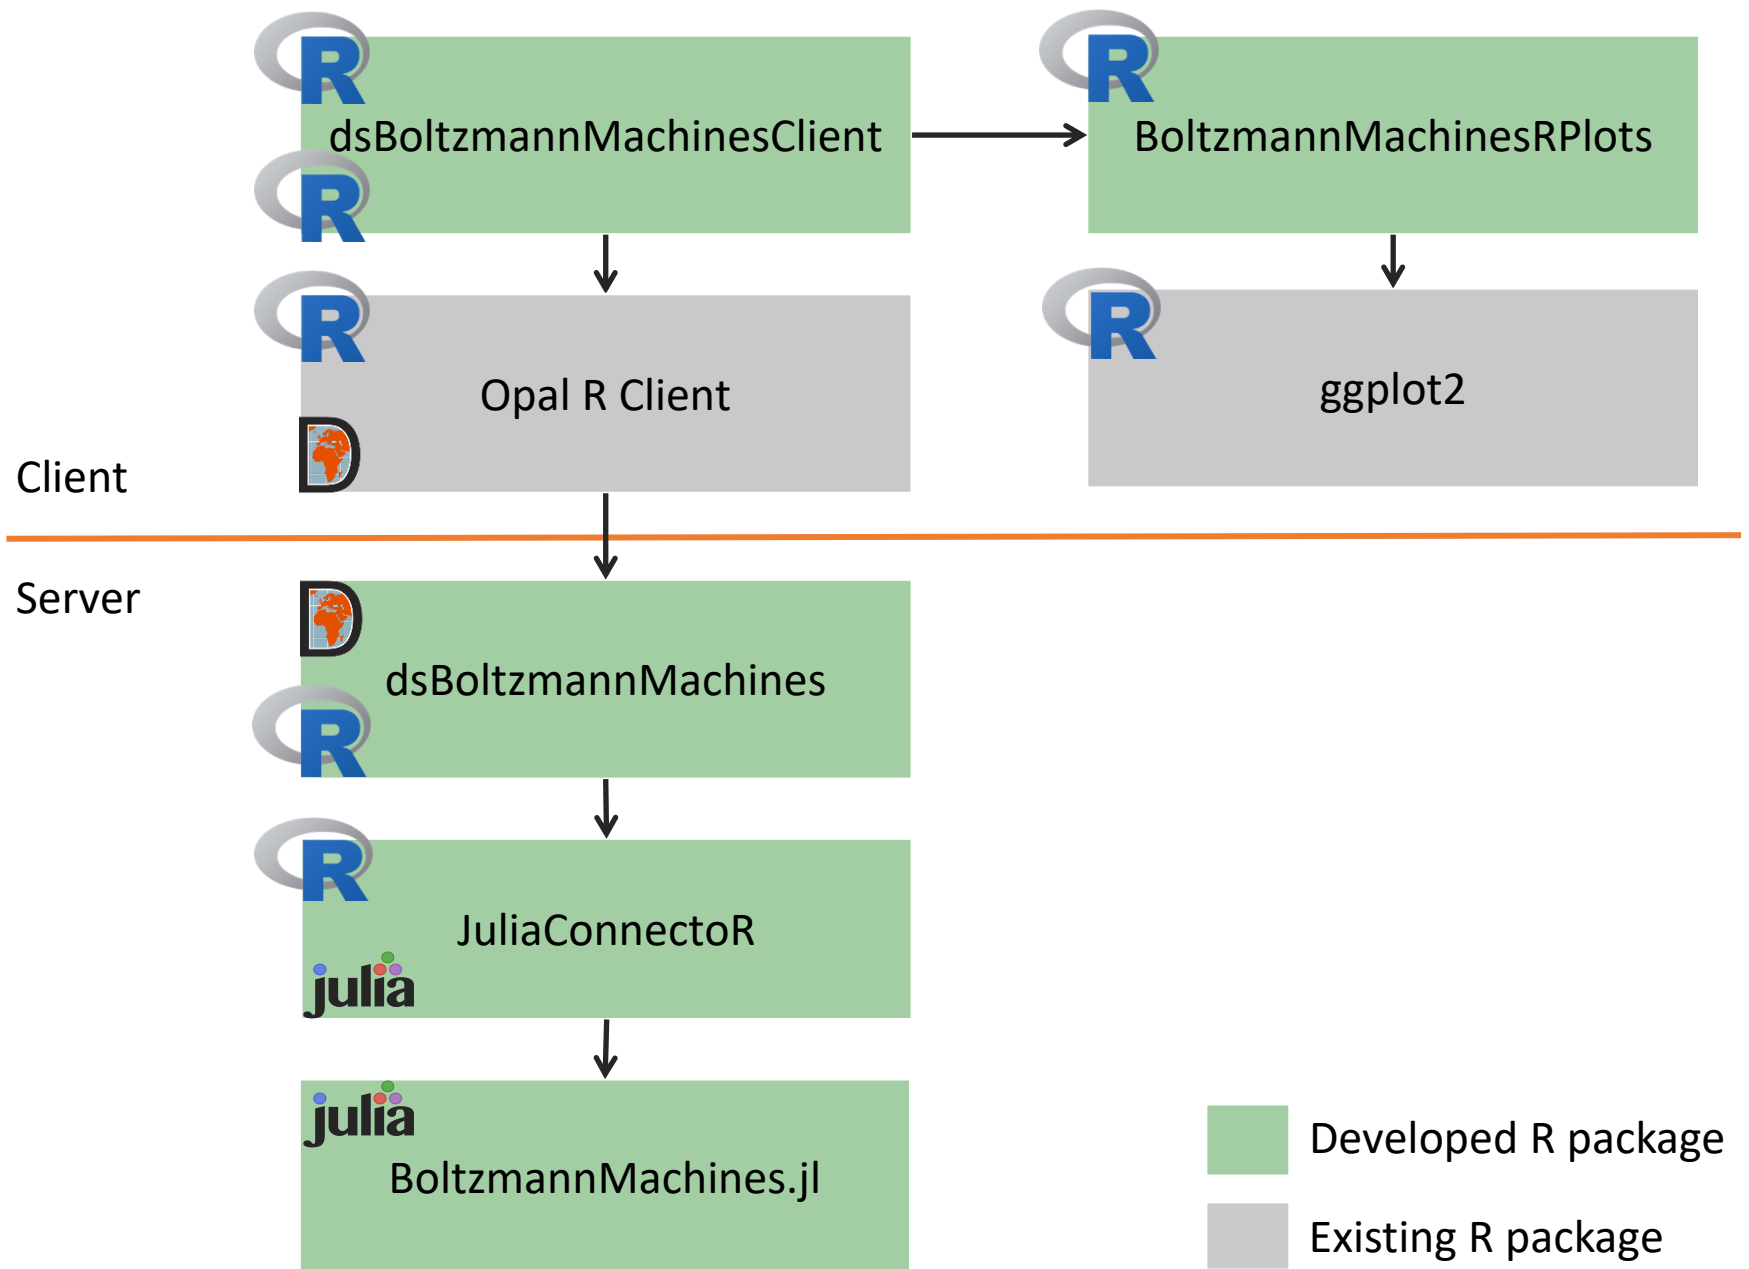 R
dsBoltzmannMachinesClient
R
R
BoltzmannMachinesRPlots
R
Opal R Client
D
R
ggplot2
Client
Server
D
dsBoltzmannMachines
R
R
JuliaConnectoR
julia
julia
BoltzmannMachines.jl
Developed R package
Existing R package